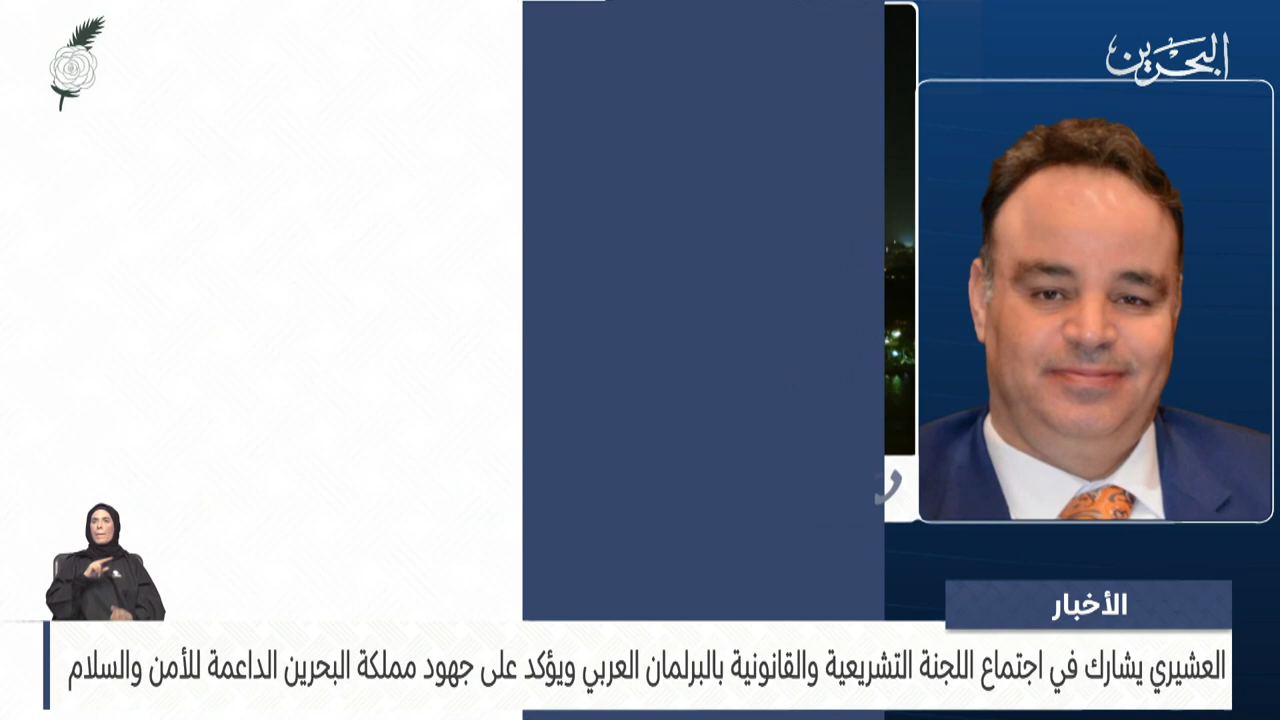 البحرين
الأخبار
العشيري يشارك في اجتماع اللجنة التشريعية والقانونية بالبرلمان العربي ويؤكد على جهود مملكة البحرين الداعمة للأمن والسلام